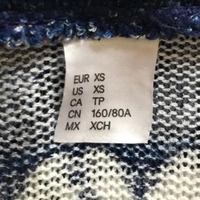 EUR XS
US XS
CA TP
CN 160/80A
MX XCH